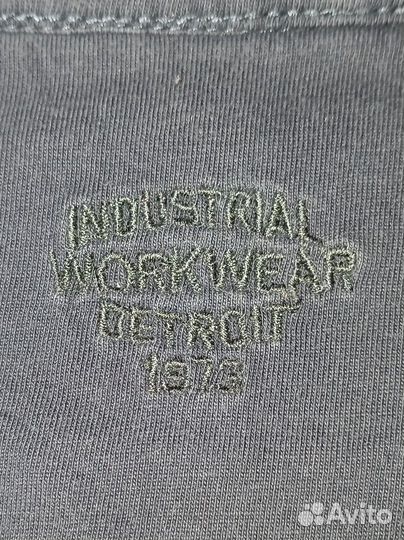 INDUSTRIAL
WORKWEAR
DETROIT
1973
Avito